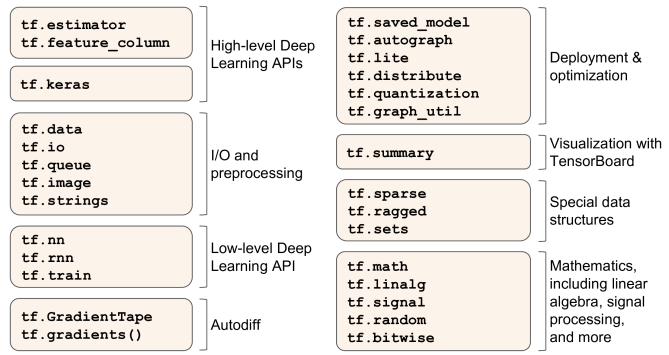 tf.estimator
tf.feature_column
tf.keras
High-level Deep
Learning APIs
tf.data
tf.io
tf.queue
tf.image
tf.strings
I/O and
preprocessing
tf.nn
tf.rnn
tf.train
Low-level Deep
Learning API
tf.GradientTape
tf.gradients()
Autodiff
tf.saved_model
tf.autograph
tf.lite
tf.distribute
tf.quantization
tf.graph_util
Deployment &
optimization
tf.summary
Visualization with
TensorBoard
tf.sparse
tf.ragged
tf.sets
Special data
structures
tf.math
tf.linalg
tf.signal
tf.random
tf.bitwise
Mathematics,
including linear
algebra, signal
processing,
and more